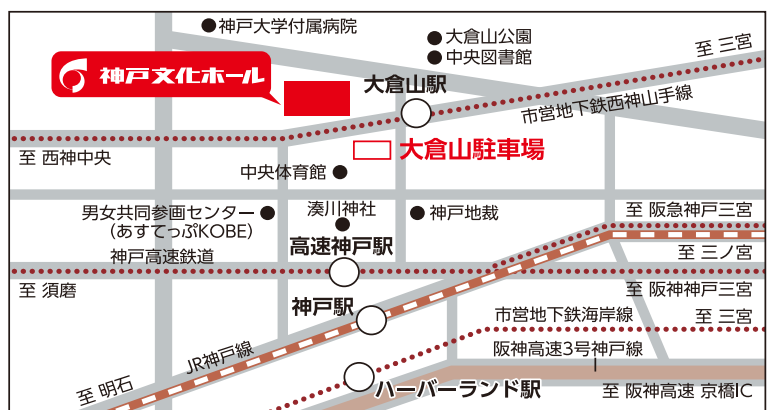 神戸大学付属病院
大倉山公園
中央図書館
至 三宮
神戸文化ホール
大倉山駅
市営地下鉄西神山手線
大倉山駐車場
至 西神中央
中央体育館
男女共同参画センター
(あすてっぷKOBE)
湊川神社
神戸地裁
至 阪急神戸三宮
神戸高速鉄道
高速神戸駅
至 三ノ宮
至 須磨
至 阪神神戸三宮
神戸駅
市営地下鉄海岸線
至 三宮
JR神戸線
阪神高速3号神戸線
至 明石
ハーバーランド駅
至 阪神高速 京橋IC